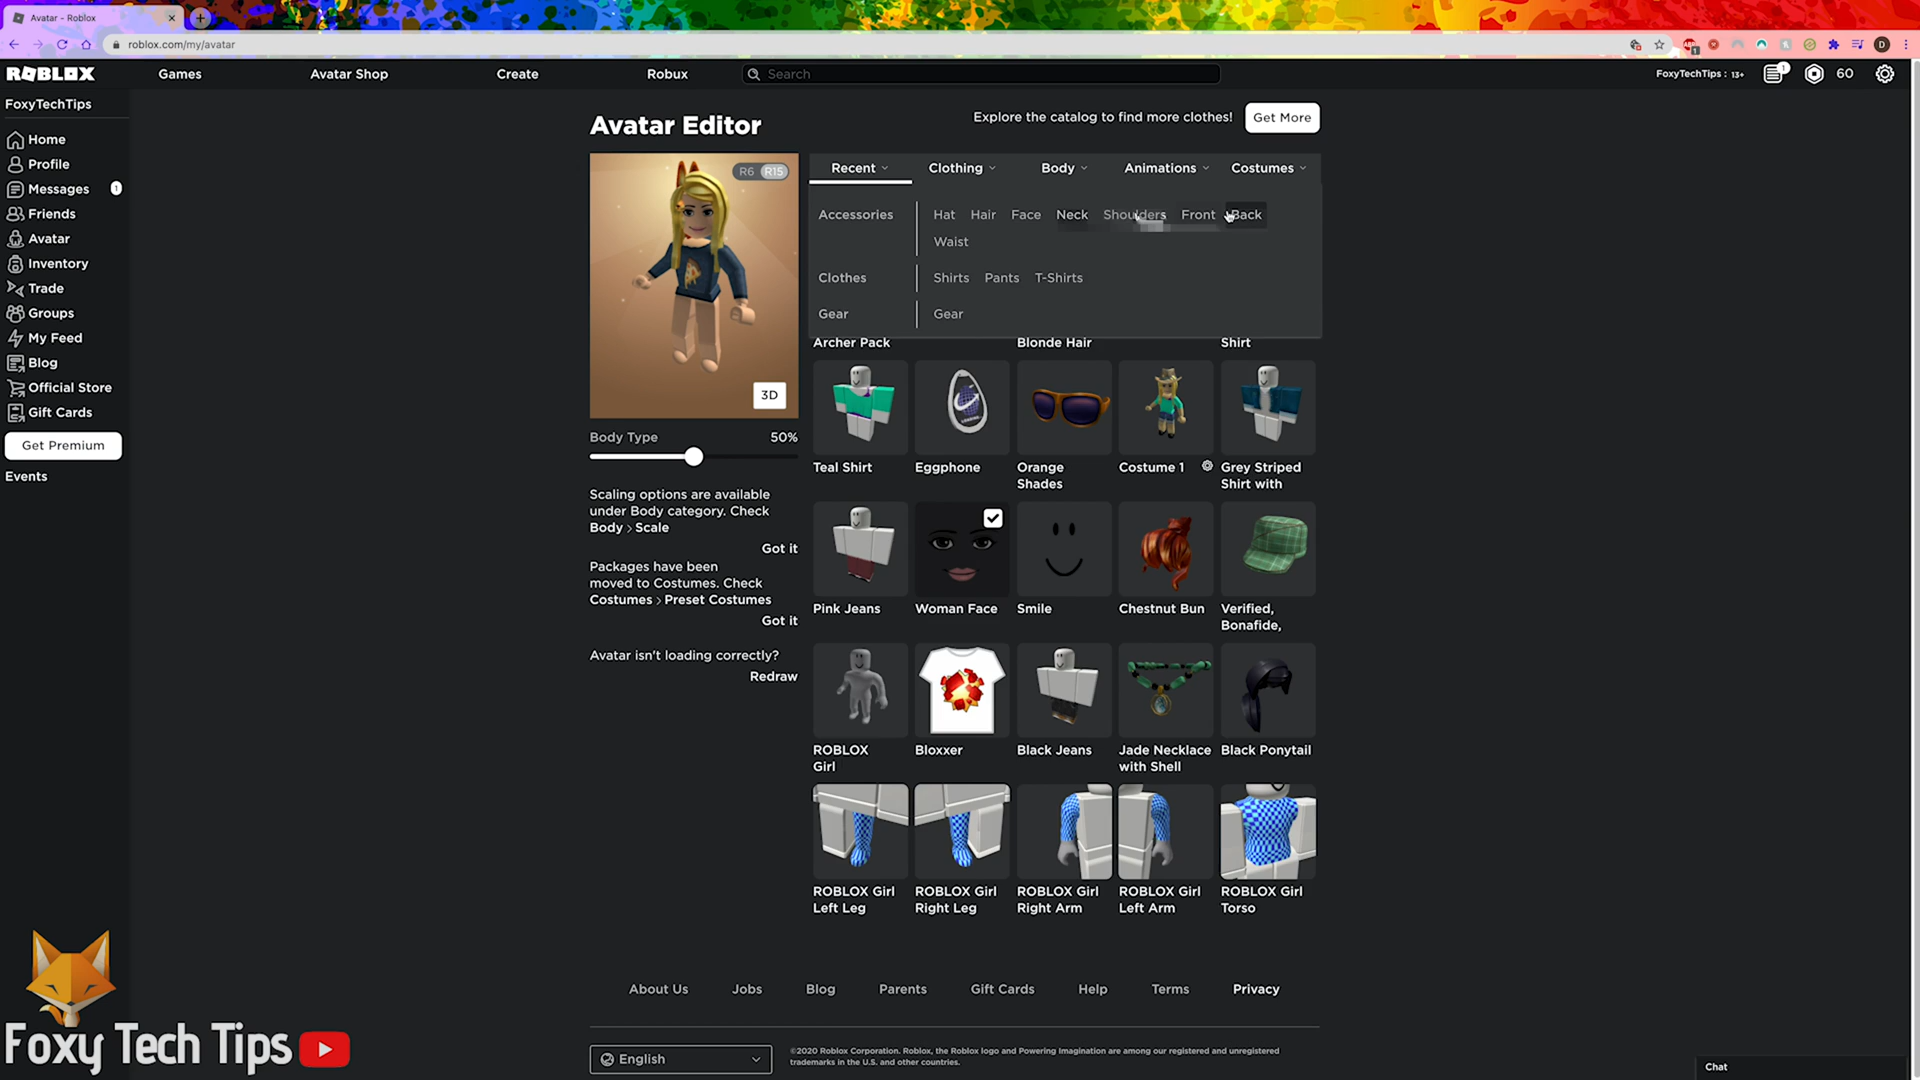 Avatar - Roblox
roblox.com/my/avatar
D
ROBLOX
Games
Avatar Shop
Create
Robux
Search
FoxyTechTips : 13+
1
60
FoxyTechTips
Home
Profile
Messages 1
Friends
Avatar
Inventory
Trade
Groups
My Feed
Blog
Official Store
Gift Cards
Get Premium
Events
Avatar Editor
Explore the catalog to find more clothes!
Get More
R6 R15
3D
Body Type 50%
Scaling options are available
under Body category. Check
Body > Scale
Got it
Packages have been
moved to Costumes. Check
Costumes > Preset Costumes
Got it
Avatar isn't loading correctly?
Redraw
Recent
Clothing
Body
Animations
Costumes
Accessories
Hat Hair Face Neck Shoulders Front Back
Waist
Clothes
Shirts Pants T-Shirts
Gear
Gear
Archer Pack
Blonde Hair
Shirt
Teal Shirt
Eggphone
Orange
Shades
Costume 1
Grey Striped
Shirt with
Pink Jeans
Woman Face
Smile
Chestnut Bun
Verified,
Bonafide,
ROBLOX
Girl
Bloxxer
Black Jeans
Jade Necklace
with Shell
Black Ponytail
ROBLOX Girl
Left Leg
ROBLOX Girl
Right Leg
ROBLOX Girl
Right Arm
ROBLOX Girl
Left Arm
ROBLOX Girl
Torso
About Us
Jobs
Blog
Parents
Gift Cards
Help
Terms
Privacy
English
©2020 Roblox Corporation. Roblox, the Roblox logo and Powering Imagination are among our registered and unregistered
trademarks in the U.S. and other countries.
Chat
Foxy Tech Tips